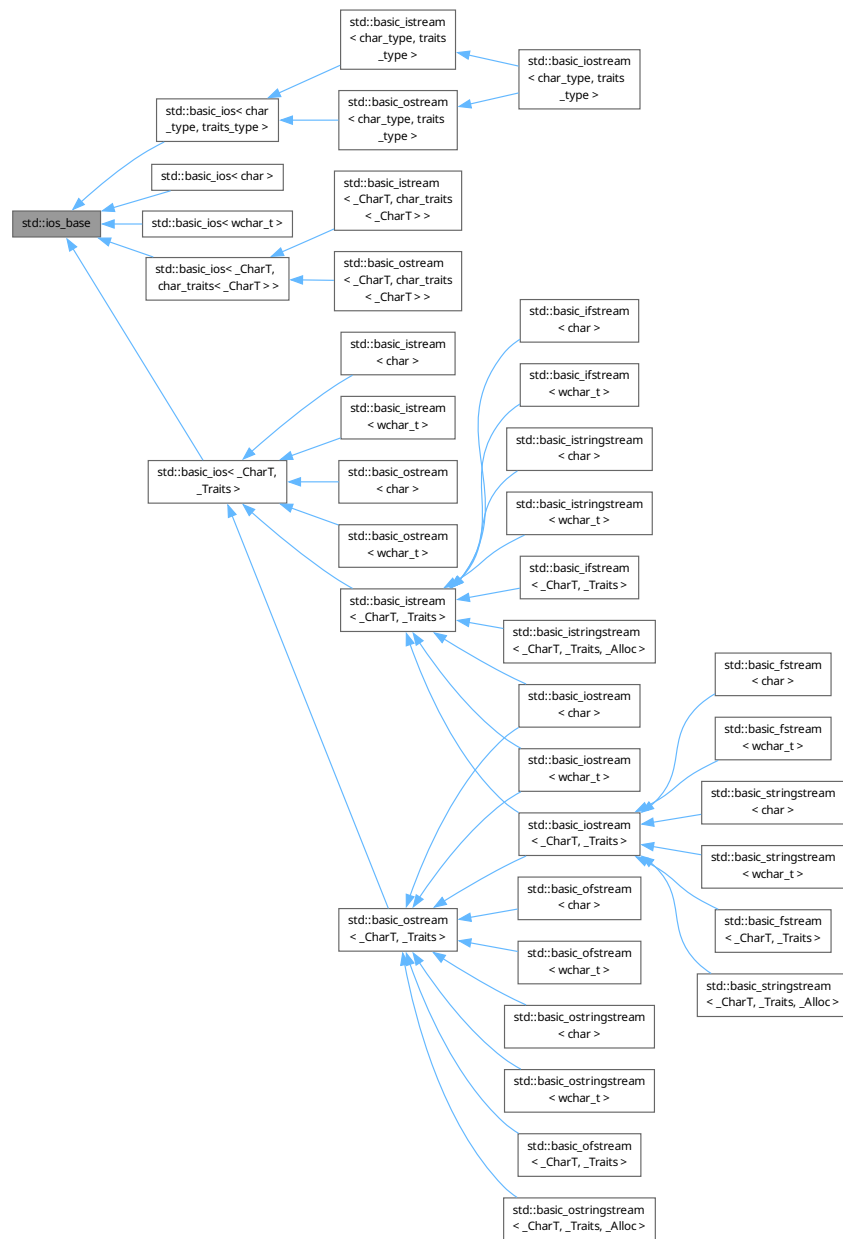 std::basic_istream
< char_type, traits
_type >
std::basic_iostream
< char_type, traits
_type >
std::basic_ostream
< char_type, traits
_type >
std::basic_ios< char
_type, traits_type >
std::basic_ios< char >
std::basic_istream
< _CharT, char_traits
< _CharT > >
std::ios_base
std::basic_ios< wchar_t >
std::basic_ios< _CharT,
char_traits< _CharT > >
std::basic_ostream
< _CharT, char_traits
< _CharT > >
std::basic_ifstream
< char >
std::basic_istream
< char >
std::basic_ifstream
< wchar_t >
std::basic_istream
< wchar_t >
std::basic_istringstream
< char >
std::basic_ios< _CharT,
_Traits >
std::basic_ostream
< char >
std::basic_istringstream
< wchar_t >
std::basic_ostream
< wchar_t >
std::basic_ifstream
< _CharT, _Traits >
std::basic_istream
< _CharT, _Traits >
std::basic_istringstream
< _CharT, _Traits, _Alloc >
std::basic_fstream
< char >
std::basic_iostream
< char >
std::basic_fstream
< wchar_t >
std::basic_iostream
< wchar_t >
std::basic_stringstream
< char >
std::basic_iostream
< _CharT, _Traits >
std::basic_stringstream
< wchar_t >
std::basic_ofstream
< char >
std::basic_ostream
< _CharT, _Traits >
std::basic_fstream
< _CharT, _Traits >
std::basic_ofstream
< wchar_t >
std::basic_stringstream
< _CharT, _Traits, _Alloc >
std::basic_ostringstream
< char >
std::basic_ostringstream
< wchar_t >
std::basic_ofstream
< _CharT, _Traits >
std::basic_ostringstream
< _CharT, _Traits, _Alloc >